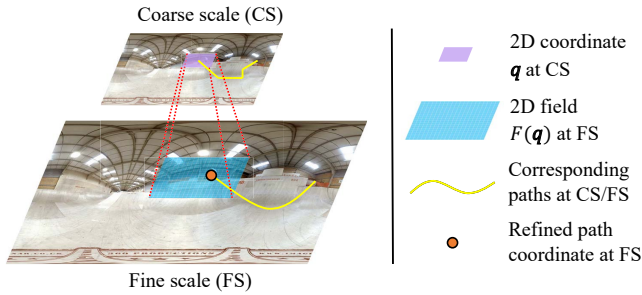 Coarse scale (CS)
Fine scale (FS)
2D coordinate
q at CS
2D field
F(q) at FS
Corresponding
paths at CS/FS
Refined path
coordinate at FS